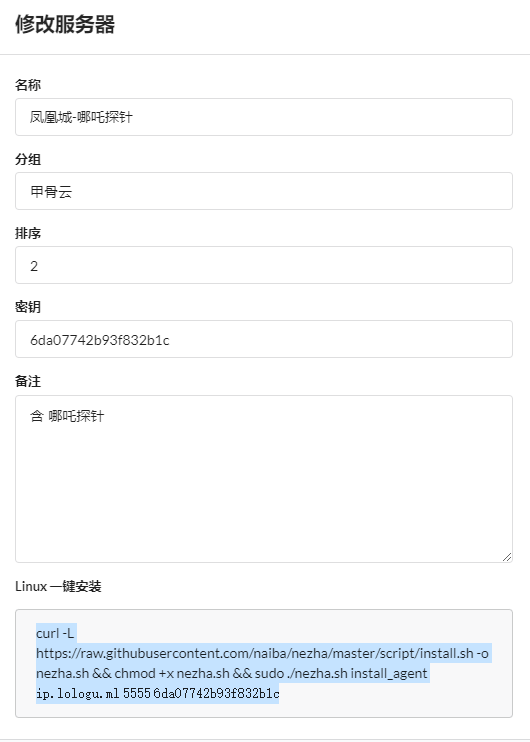 修改服务器
名称
凤凰城-哪吒探针
分组
甲骨云
排序
2
密钥
6da07742b93f832b1c
备注
含 哪吒探针
Linux 一键安装
curl -L
https://raw.githubusercontent.com/naiba/nezha/master/script/install.sh -o
nezha.sh && chmod +x nezha.sh && sudo ./nezha.sh install_agent
ip.lologu.ml 5555 6da07742b93f832b1c